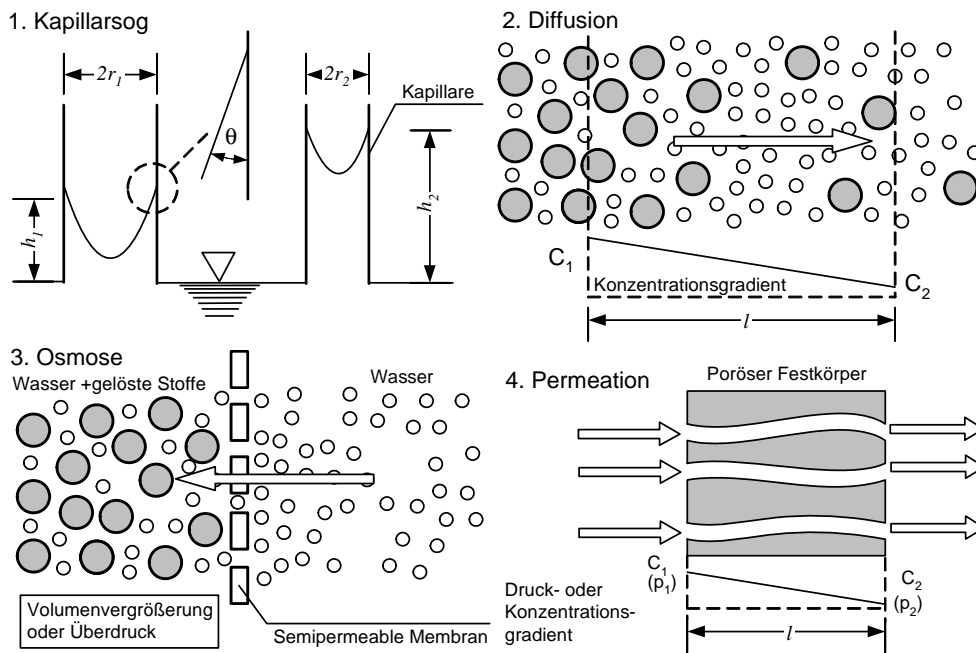 1. Kapillarsog
2r₁
2r₂
Kapillare
θ
h₁
h₂
2. Diffusion
C₁
C₂
Konzentrationsgradient
l
3. Osmose
Wasser +gelöste Stoffe
Wasser
Volumenvergrößerung
oder Überdruck
Semipermeable Membran
4. Permeation
Poröser Festkörper
C₁
(p₁)
C₂
(p₂)
Druck- oder
Konzentrations-
gradient
l